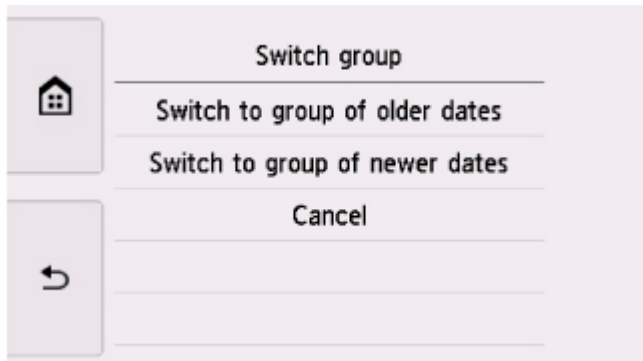 Switch group
Switch to group of older dates
Switch to group of newer dates
Cancel